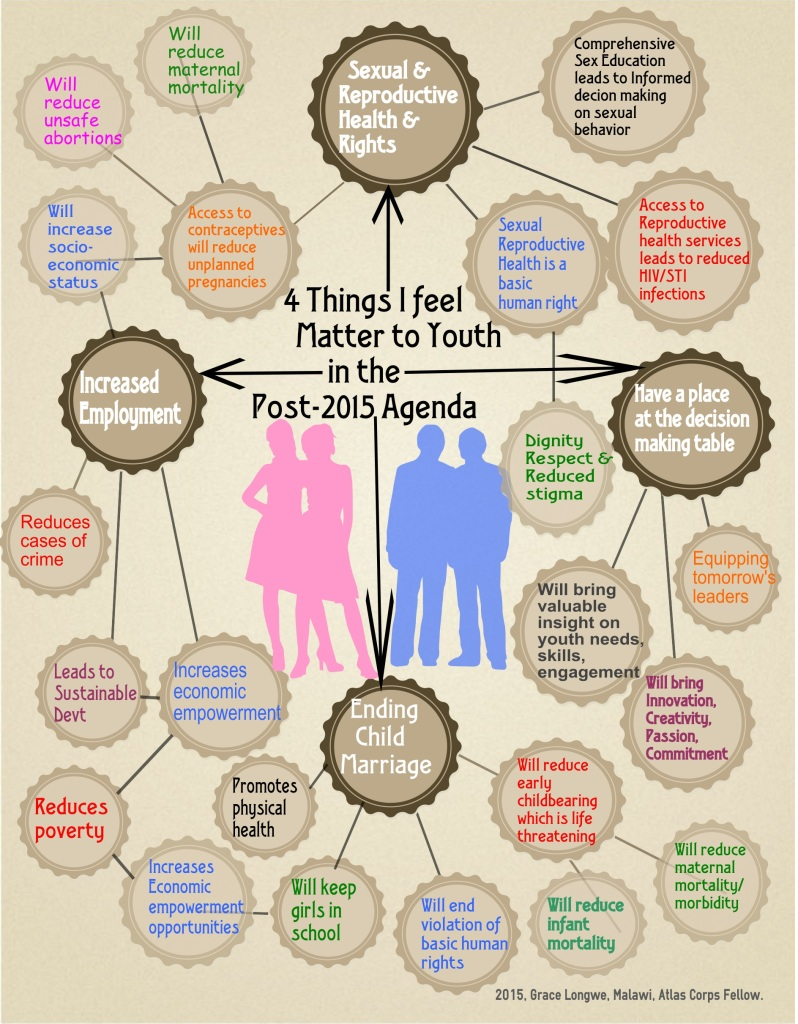 Will
reduce
maternal
mortality
Will
reduce
unsafe
abortions
Sexual &
Reproductive
Health &
Rights
Comprehensive
Sex Education
leads to Informed
decion making
on sexual
behavior
Will
increase
socio-
economic
status
Access to
contraceptives
will reduce
unplanned
pregnancies
Sexual
Reproductive
Health is a
basic
human right
Access to
Reproductive
health services
leads to reduced
HIV/STI
infections
4 Things I feel
Matter to Youth
in the
Post-2015 Agenda
Increased
Employment
Have a place
at the decision
making table
Dignity
Respect &
Reduced
stigma
Reduces
cases of
crime
Equipping
tomorrow's
leaders
Will bring
valuable
insight on
youth needs,
skills,
engagement
Leads to
Sustainable
Devt
Increases
economic
empowerment
Will bring
Innovation,
Creativity,
Passion,
Commitment
Ending
Child
Marriage
Reduces
poverty
Promotes
physical
health
Will reduce
early
childbearing
which is life
threatening
Increases
Economic
empowerment
opportunities
Will keep
girls in
school
Will end
violation of
basic human
rights
Will reduce
infant
mortality
Will reduce
maternal
mortality/
morbidity
2015, Grace Longwe, Malawi, Atlas Corps Fellow.